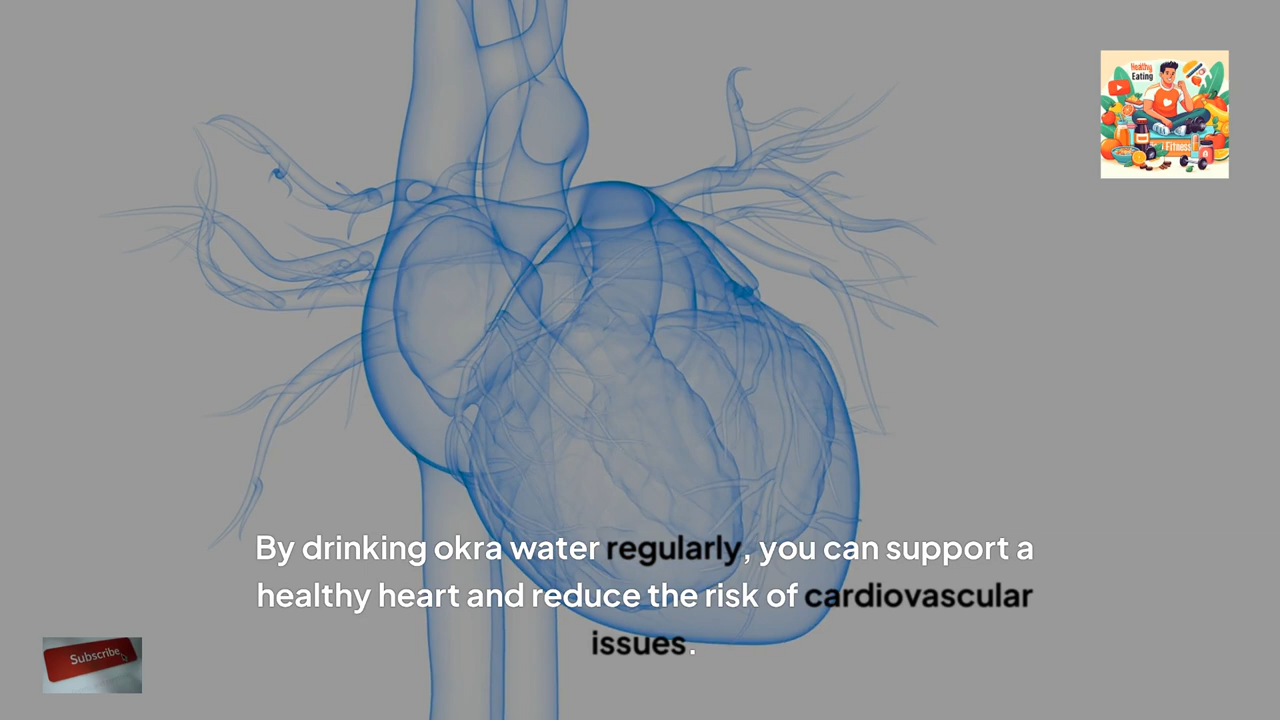 Healthy
Eating
i Fitness
By drinking okra water regularly, you can support a
healthy heart and reduce the risk of cardiovascular
issues.
Subscribe